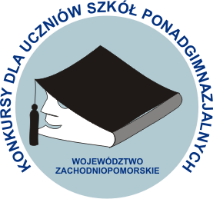 KONKURSY DLA UCZNIÓW SZKÓŁ PONADGIMNAZJALNYCH
WOJEWÓDZTWO
ZACHODNIOPOMORSKIE